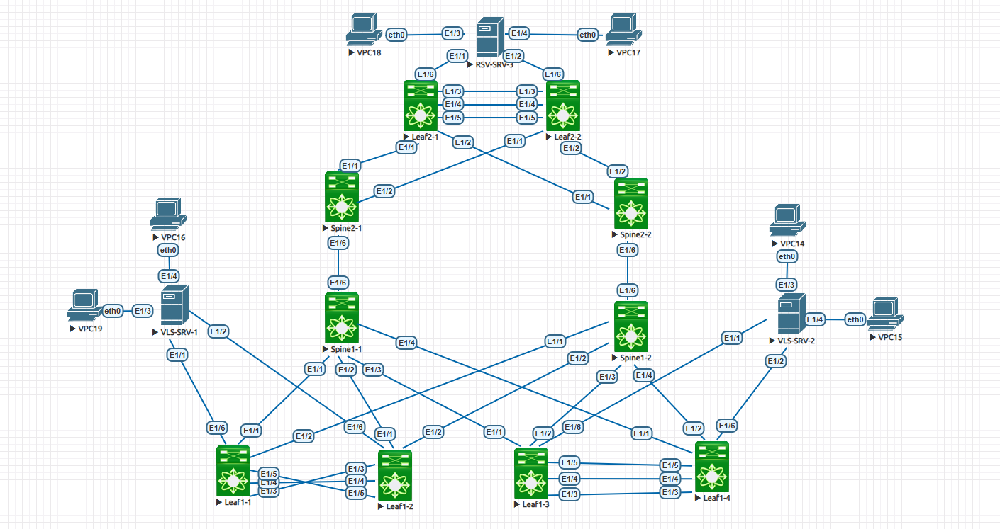 eth0 E1/3 E1/4 eth0
VPC18 VPC17
E1/1 E1/2
RSV-SRV-3
E1/6 E1/6
E1/3 E1/3
E1/4 E1/4
E1/5 E1/5
Leaf2-1 Leaf2-2
E1/1 E1/2 E1/1 E1/2
E1/1 E1/2
E1/2 E1/1
Spine2-1 Spine2-2
VPC16 VPC14
E1/6 E1/6
eth0 eth0
E1/4 E1/6 E1/6 E1/3
eth0 E1/3 E1/4 eth0
VPC19 VLS-SRV-1 VLS-SRV-2 VPC15
E1/2 E1/4 E1/1 E1/1
Spine1-1 Spine1-2
E1/1 E1/2 E1/2
E1/1 E1/2 E1/3 E1/3 E1/4
E1/6 E1/1 E1/2 E1/6 E1/1 E1/2 E1/1 E1/2 E1/6 E1/1 E1/2 E1/6
E1/5 E1/3 E1/5 E1/5
E1/4 E1/4 E1/4 E1/4
E1/3 E1/5 E1/3 E1/3
Leaf1-1 Leaf1-2 Leaf1-3 Leaf1-4